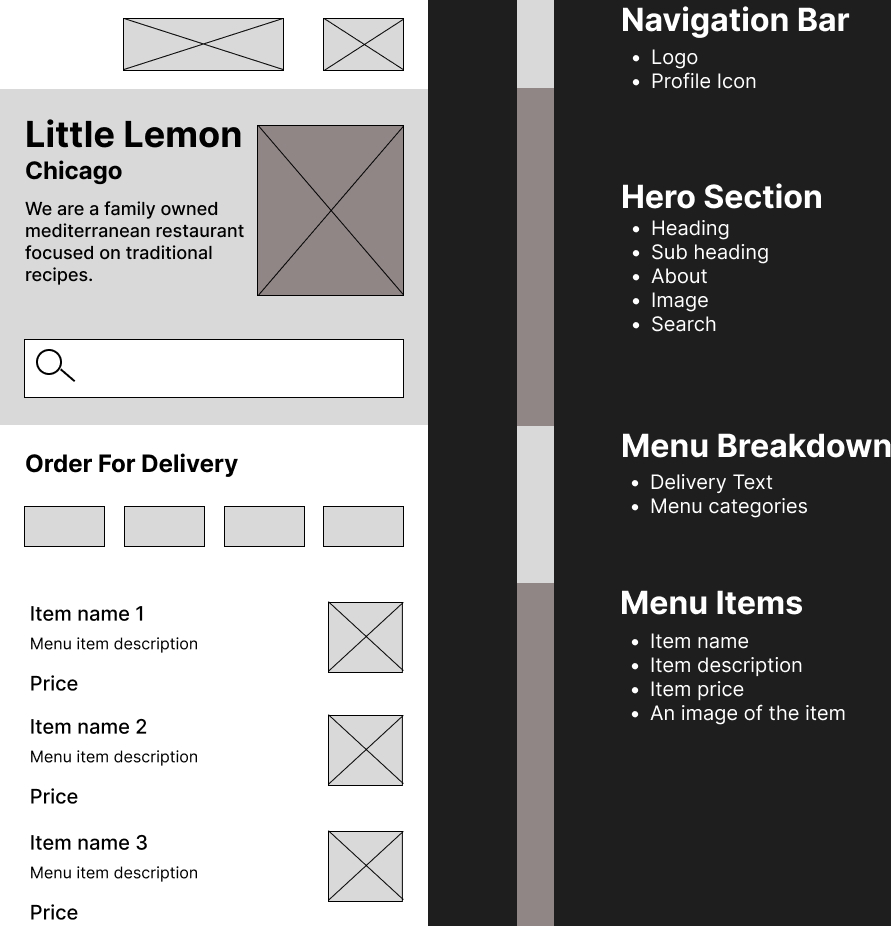 Little Lemon
Chicago
We are a family owned
mediterranean restaurant
focused on traditional
recipes.
Order For Delivery
Item name 1
Menu item description
Price
Item name 2
Menu item description
Price
Item name 3
Menu item description
Price
Navigation Bar
• Logo
• Profile Icon
Hero Section
• Heading
• Sub heading
• About
• Image
• Search
Menu Breakdown
• Delivery Text
• Menu categories
Menu Items
• Item name
• Item description
• Item price
• An image of the item